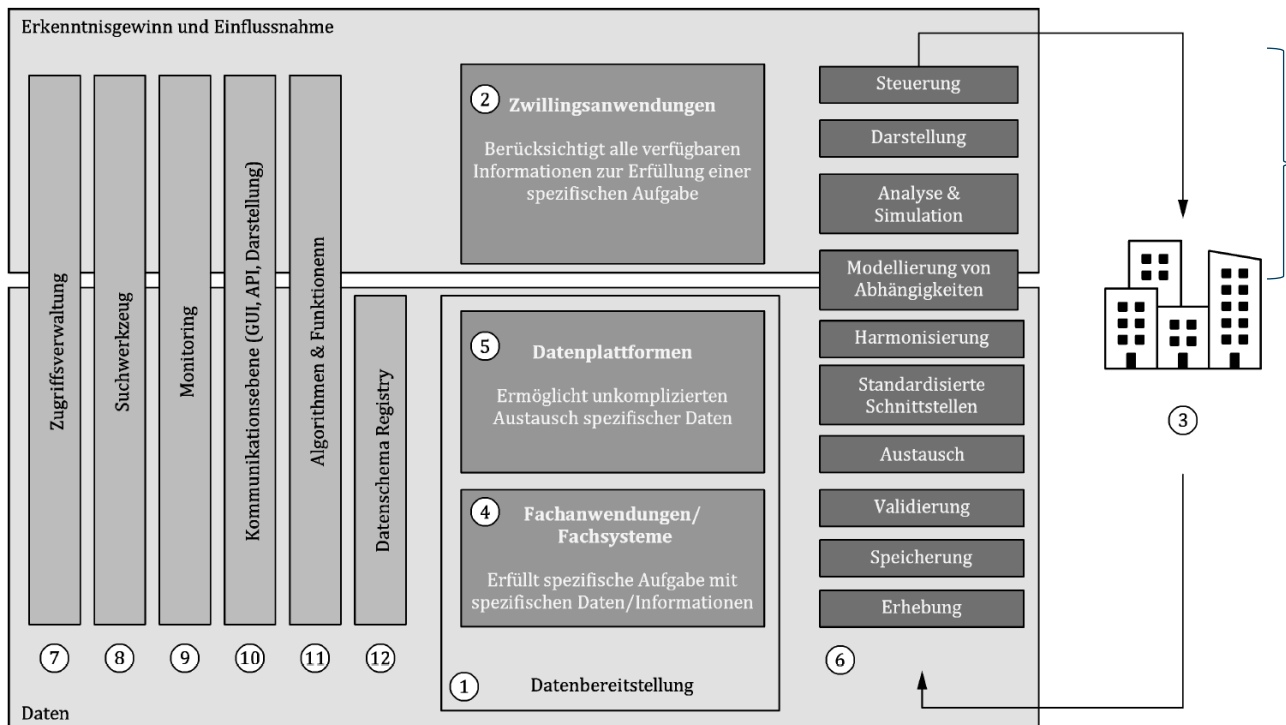 Erkenntnisgewinn und Einflussnahme
Zugriffsverwaltung
Suchwerkzeug
Monitoring
Kommunikationsebene (GUI, API, Darstellung)
Algorithmen & Funktionenn
Datenschema Registry
7
8
9
10
11
12
2
Zwillingsanwendungen
Berücksichtigt alle verfügbaren
Informationen zur Erfüllung einer
spezifischen Aufgabe
5
Datenplattformen
Ermöglicht unkomplizierten
Austausch spezifischer Daten
4
Fachanwendungen/
Fachsysteme
Erfüllt spezifische Aufgabe mit
spezifischen Daten/Informationen
1
Datenbereitstellung
Steuerung
Darstellung
Analyse &
Simulation
Modellierung von
Abhängigkeiten
Harmonisierung
Standardisierte
Schnittstellen
Austausch
Validierung
Speicherung
Erhebung
6
3
Daten